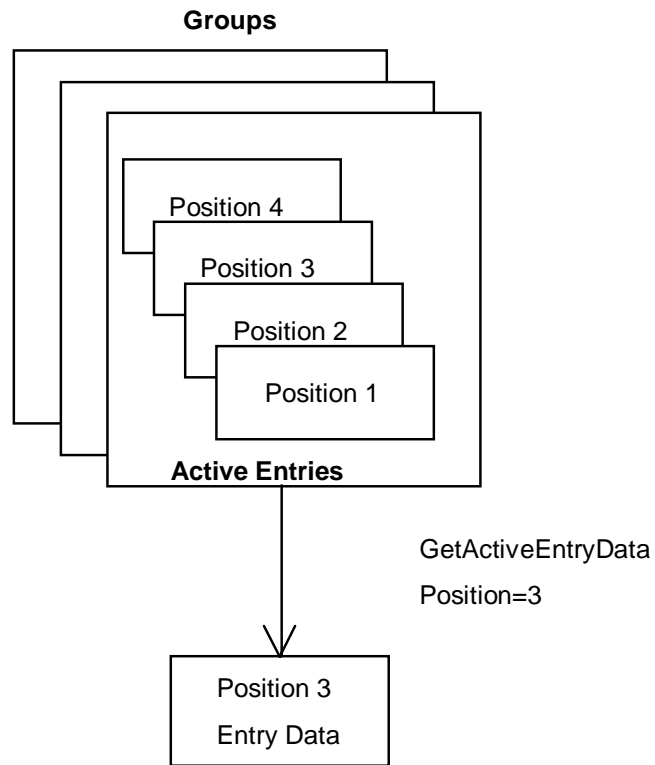 Groups
Position 4
Position 3
Position 2
Position 1
Active Entries
GetActiveEntryData
Position=3
Position 3
Entry Data